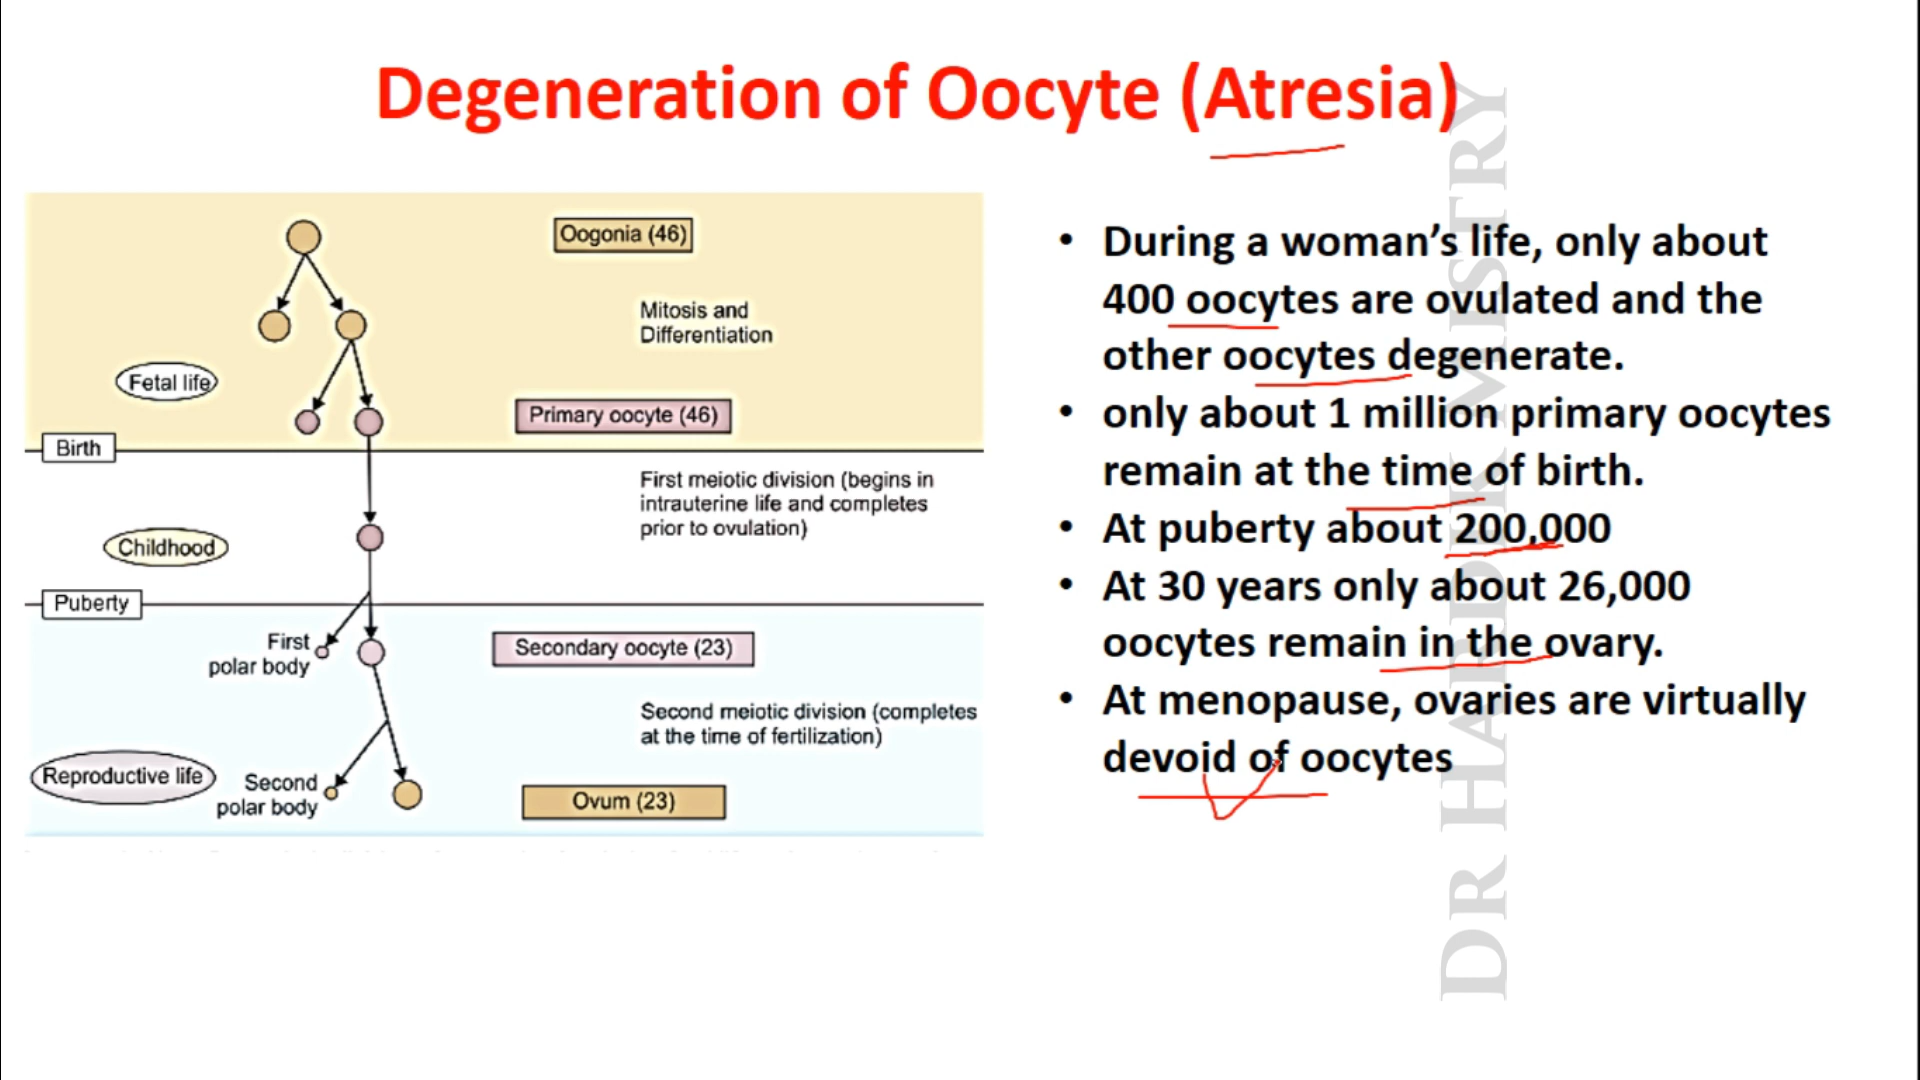 Degeneration of Oocyte (Atresia)
Oogonia (46)
Mitosis and
Differentiation
Fetal life
Primary oocyte (46)
Birth
First meiotic division (begins in
intrauterine life and completes
prior to ovulation)
Childhood
Puberty
First
polar body
Secondary oocyte (23)
Second meiotic division (completes
at the time of fertilization)
Reproductive life
Second
polar body
Ovum (23)
• During a woman’s life, only about
400 oocytes are ovulated and the
other oocytes degenerate.
• only about 1 million primary oocytes
remain at the time of birth.
• At puberty about 200,000
• At 30 years only about 26,000
oocytes remain in the ovary.
• At menopause, ovaries are virtually
devoid of oocytes
DR HARDIK MISTRY